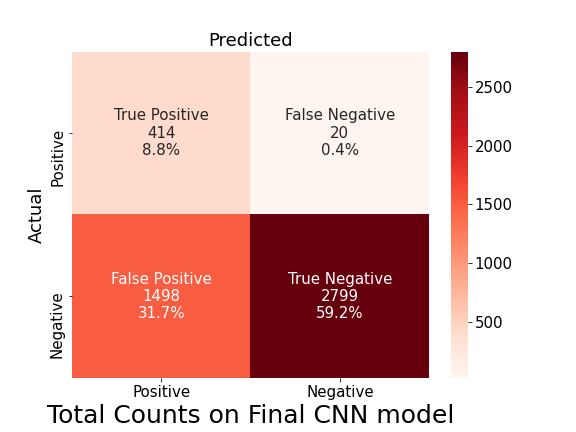 Predicted
True Positive
414
8.8%
False Negative
20
0.4%
False Positive
1498
31.7%
True Negative
2799
59.2%
Actual
Positive
Negative
Positive
Negative
2500
2000
1500
1000
500
Total Counts on Final CNN model